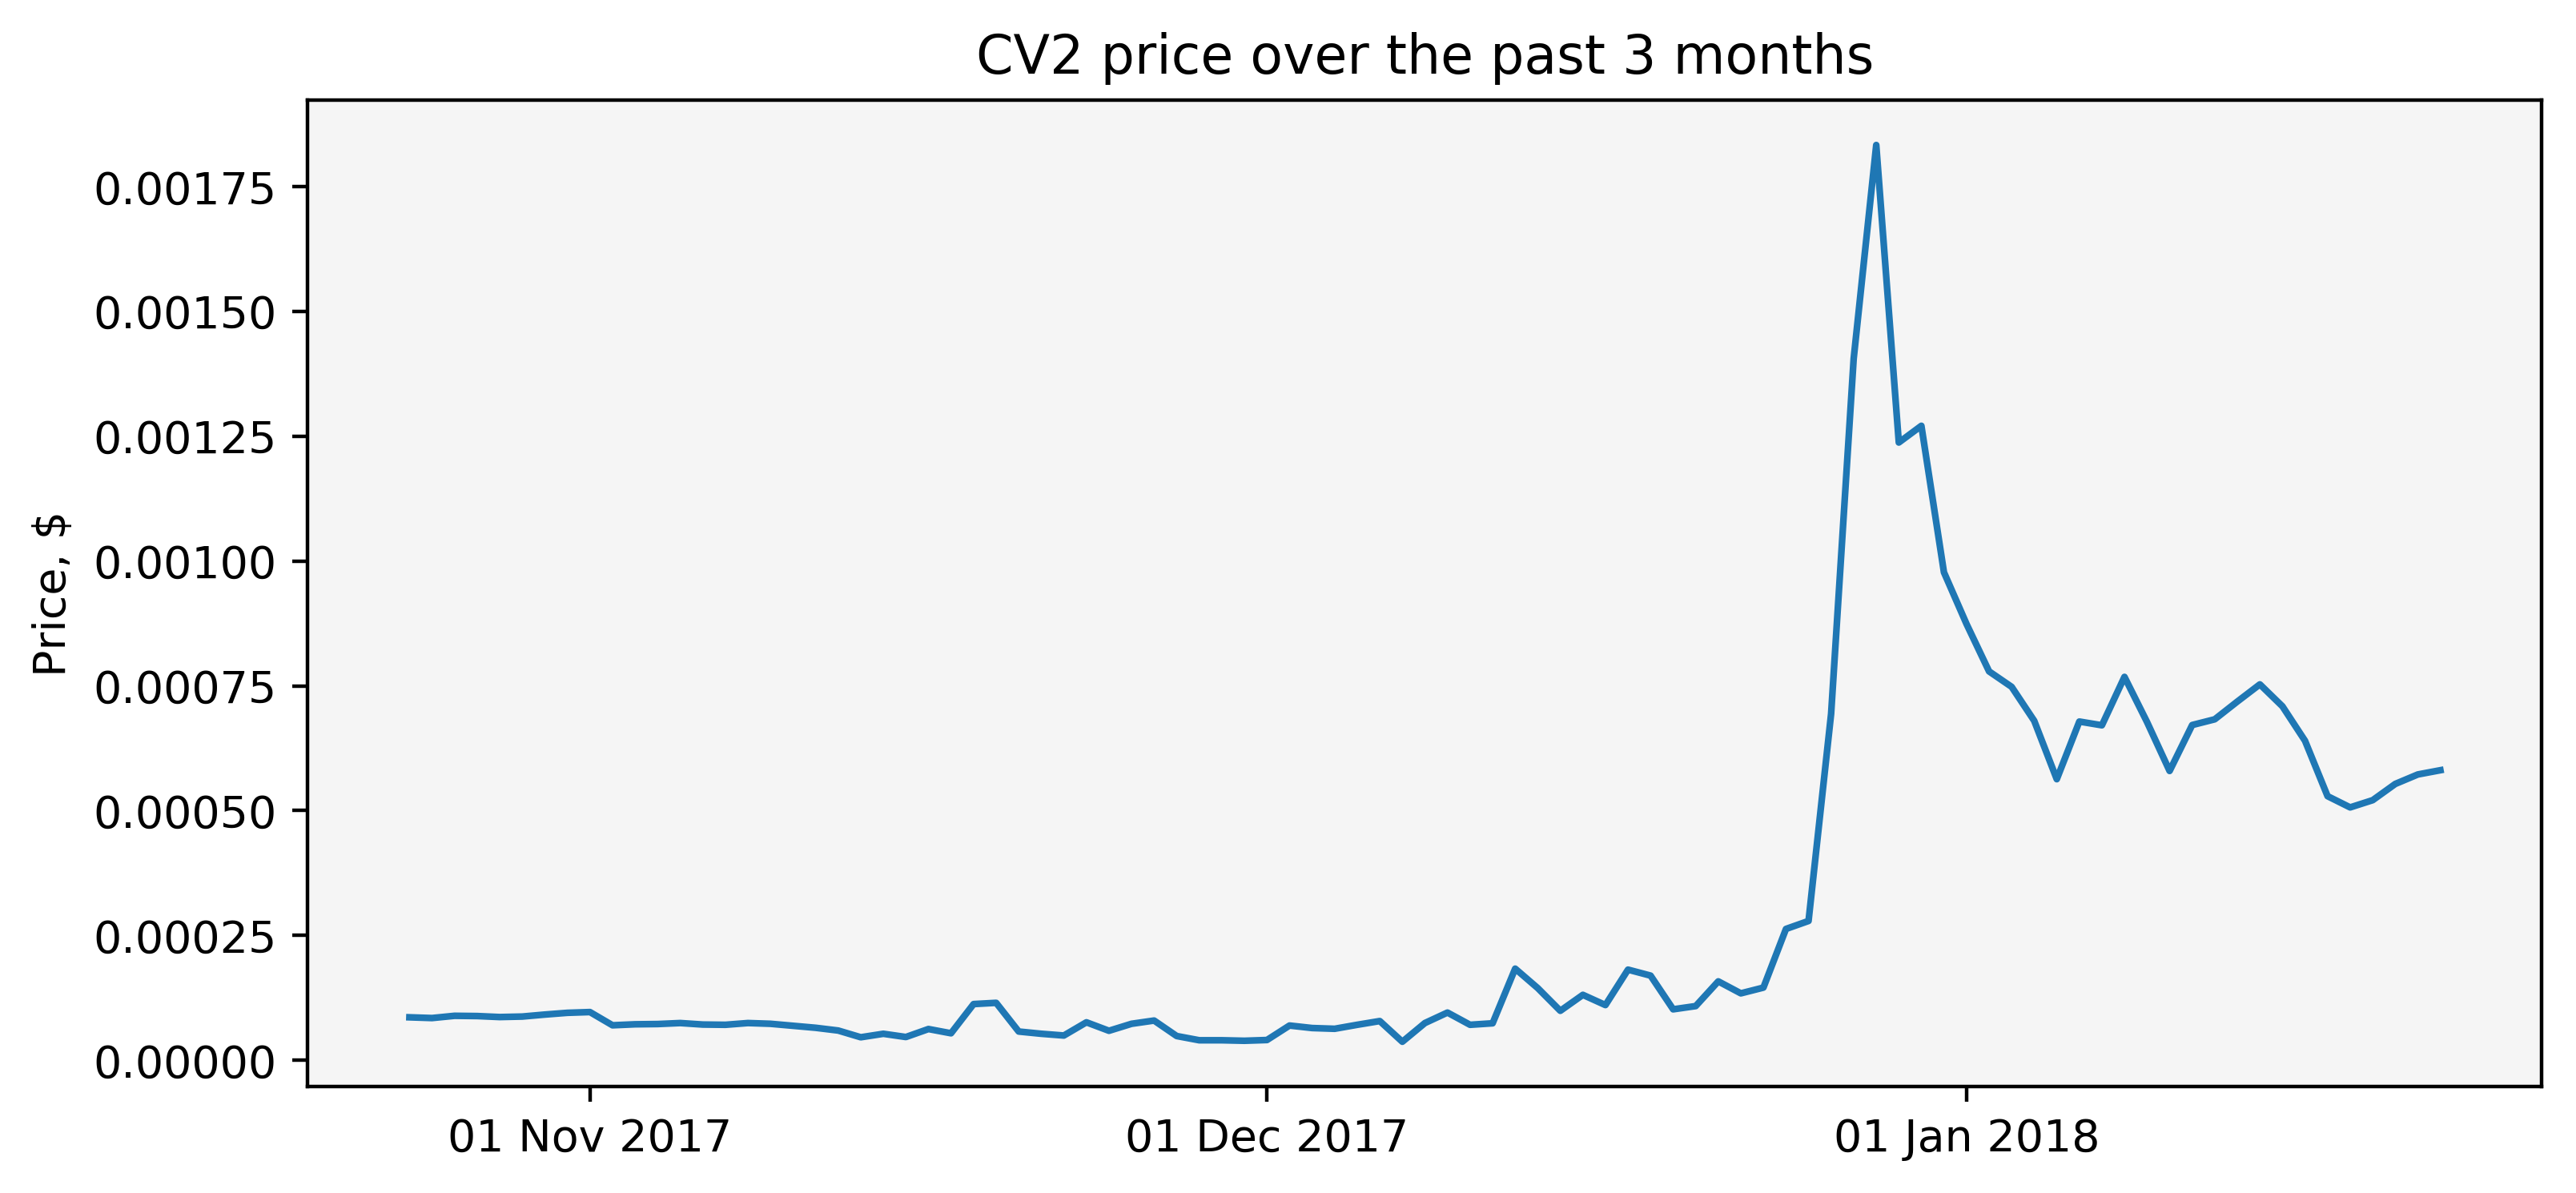 CV2 price over the past 3 months
Price, $
0.00175
0.00150
0.00125
0.00100
0.00075
0.00050
0.00025
0.00000
01 Nov 2017
01 Dec 2017
01 Jan 2018